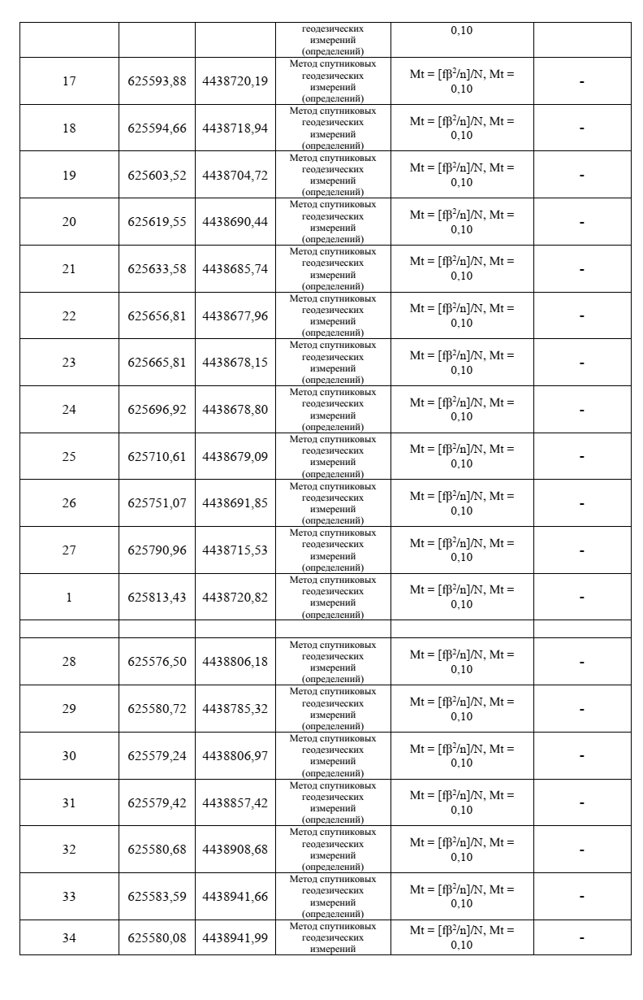 геодезических
измерений
(определений)
0,10
17
625593,88
4438720,19
Метод спутниковых
геодезических
измерений
(определений)
Mt = [fβ²/n]/N, Mt =
0,10
-
18
625594,66
4438718,94
Метод спутниковых
геодезических
измерений
(определений)
Mt = [fβ²/n]/N, Mt =
0,10
-
19
625603,52
4438704,72
Метод спутниковых
геодезических
измерений
(определений)
Mt = [fβ²/n]/N, Mt =
0,10
-
20
625619,55
4438690,44
Метод спутниковых
геодезических
измерений
(определений)
Mt = [fβ²/n]/N, Mt =
0,10
-
21
625633,58
4438685,74
Метод спутниковых
геодезических
измерений
(определений)
Mt = [fβ²/n]/N, Mt =
0,10
-
22
625656,81
4438677,96
Метод спутниковых
геодезических
измерений
(определений)
Mt = [fβ²/n]/N, Mt =
0,10
-
23
625665,81
4438678,15
Метод спутниковых
геодезических
измерений
(определений)
Mt = [fβ²/n]/N, Mt =
0,10
-
24
625696,92
4438678,80
Метод спутниковых
геодезических
измерений
(определений)
Mt = [fβ²/n]/N, Mt =
0,10
-
25
625710,61
4438679,09
Метод спутниковых
геодезических
измерений
(определений)
Mt = [fβ²/n]/N, Mt =
0,10
-
26
625751,07
4438691,85
Метод спутниковых
геодезических
измерений
(определений)
Mt = [fβ²/n]/N, Mt =
0,10
-
27
625790,96
4438715,53
Метод спутниковых
геодезических
измерений
(определений)
Mt = [fβ²/n]/N, Mt =
0,10
-
1
625813,43
4438720,82
Метод спутниковых
геодезических
измерений
(определений)
Mt = [fβ²/n]/N, Mt =
0,10
-
28
625576,50
4438806,18
Метод спутниковых
геодезических
измерений
(определений)
Mt = [fβ²/n]/N, Mt =
0,10
-
29
625580,72
4438785,32
Метод спутниковых
геодезических
измерений
(определений)
Mt = [fβ²/n]/N, Mt =
0,10
-
30
625579,24
4438806,97
Метод спутниковых
геодезических
измерений
(определений)
Mt = [fβ²/n]/N, Mt =
0,10
-
31
625579,42
4438857,42
Метод спутниковых
геодезических
измерений
(определений)
Mt = [fβ²/n]/N, Mt =
0,10
-
32
625580,68
4438908,68
Метод спутниковых
геодезических
измерений
(определений)
Mt = [fβ²/n]/N, Mt =
0,10
-
33
625583,59
4438941,66
Метод спутниковых
геодезических
измерений
(определений)
Mt = [fβ²/n]/N, Mt =
0,10
-
34
625580,08
4438941,99
Метод спутниковых
геодезических
измерений
Mt = [fβ²/n]/N, Mt =
0,10
-